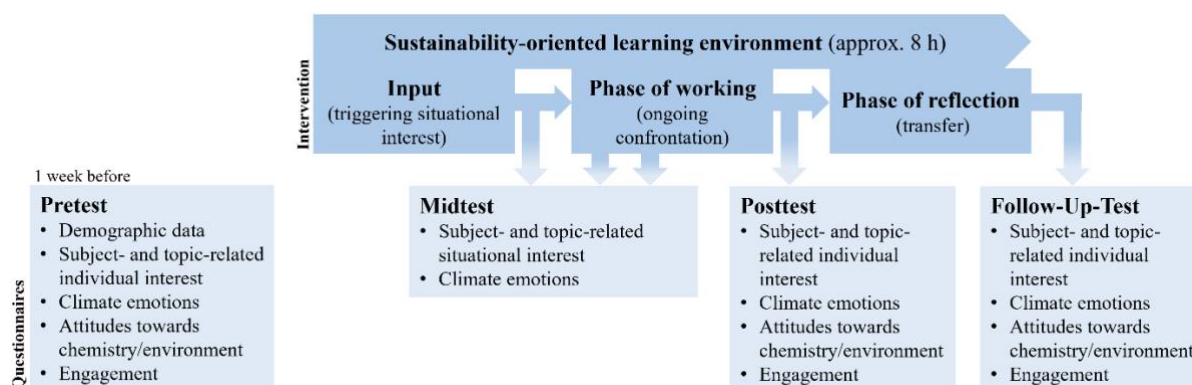 Sustainability-oriented learning environment (approx. 8 h)
Intervention
Input
(triggering situational
interest)
Phase of working
(ongoing
confrontation)
Phase of reflection
(transfer)
Questionnaires
1 week before
Pretest
• Demographic data
• Subject- and topic-related
individual interest
• Climate emotions
• Attitudes towards
chemistry/environment
• Engagement
Midtest
• Subject- and topic-related
situational interest
• Climate emotions
Posttest
• Subject- and topic-
related individual
interest
• Climate emotions
• Attitudes towards
chemistry/environment
• Engagement
Follow-Up-Test
• Subject- and topic-
related individual
interest
• Climate emotions
• Attitudes towards
chemistry/environment
• Engagement